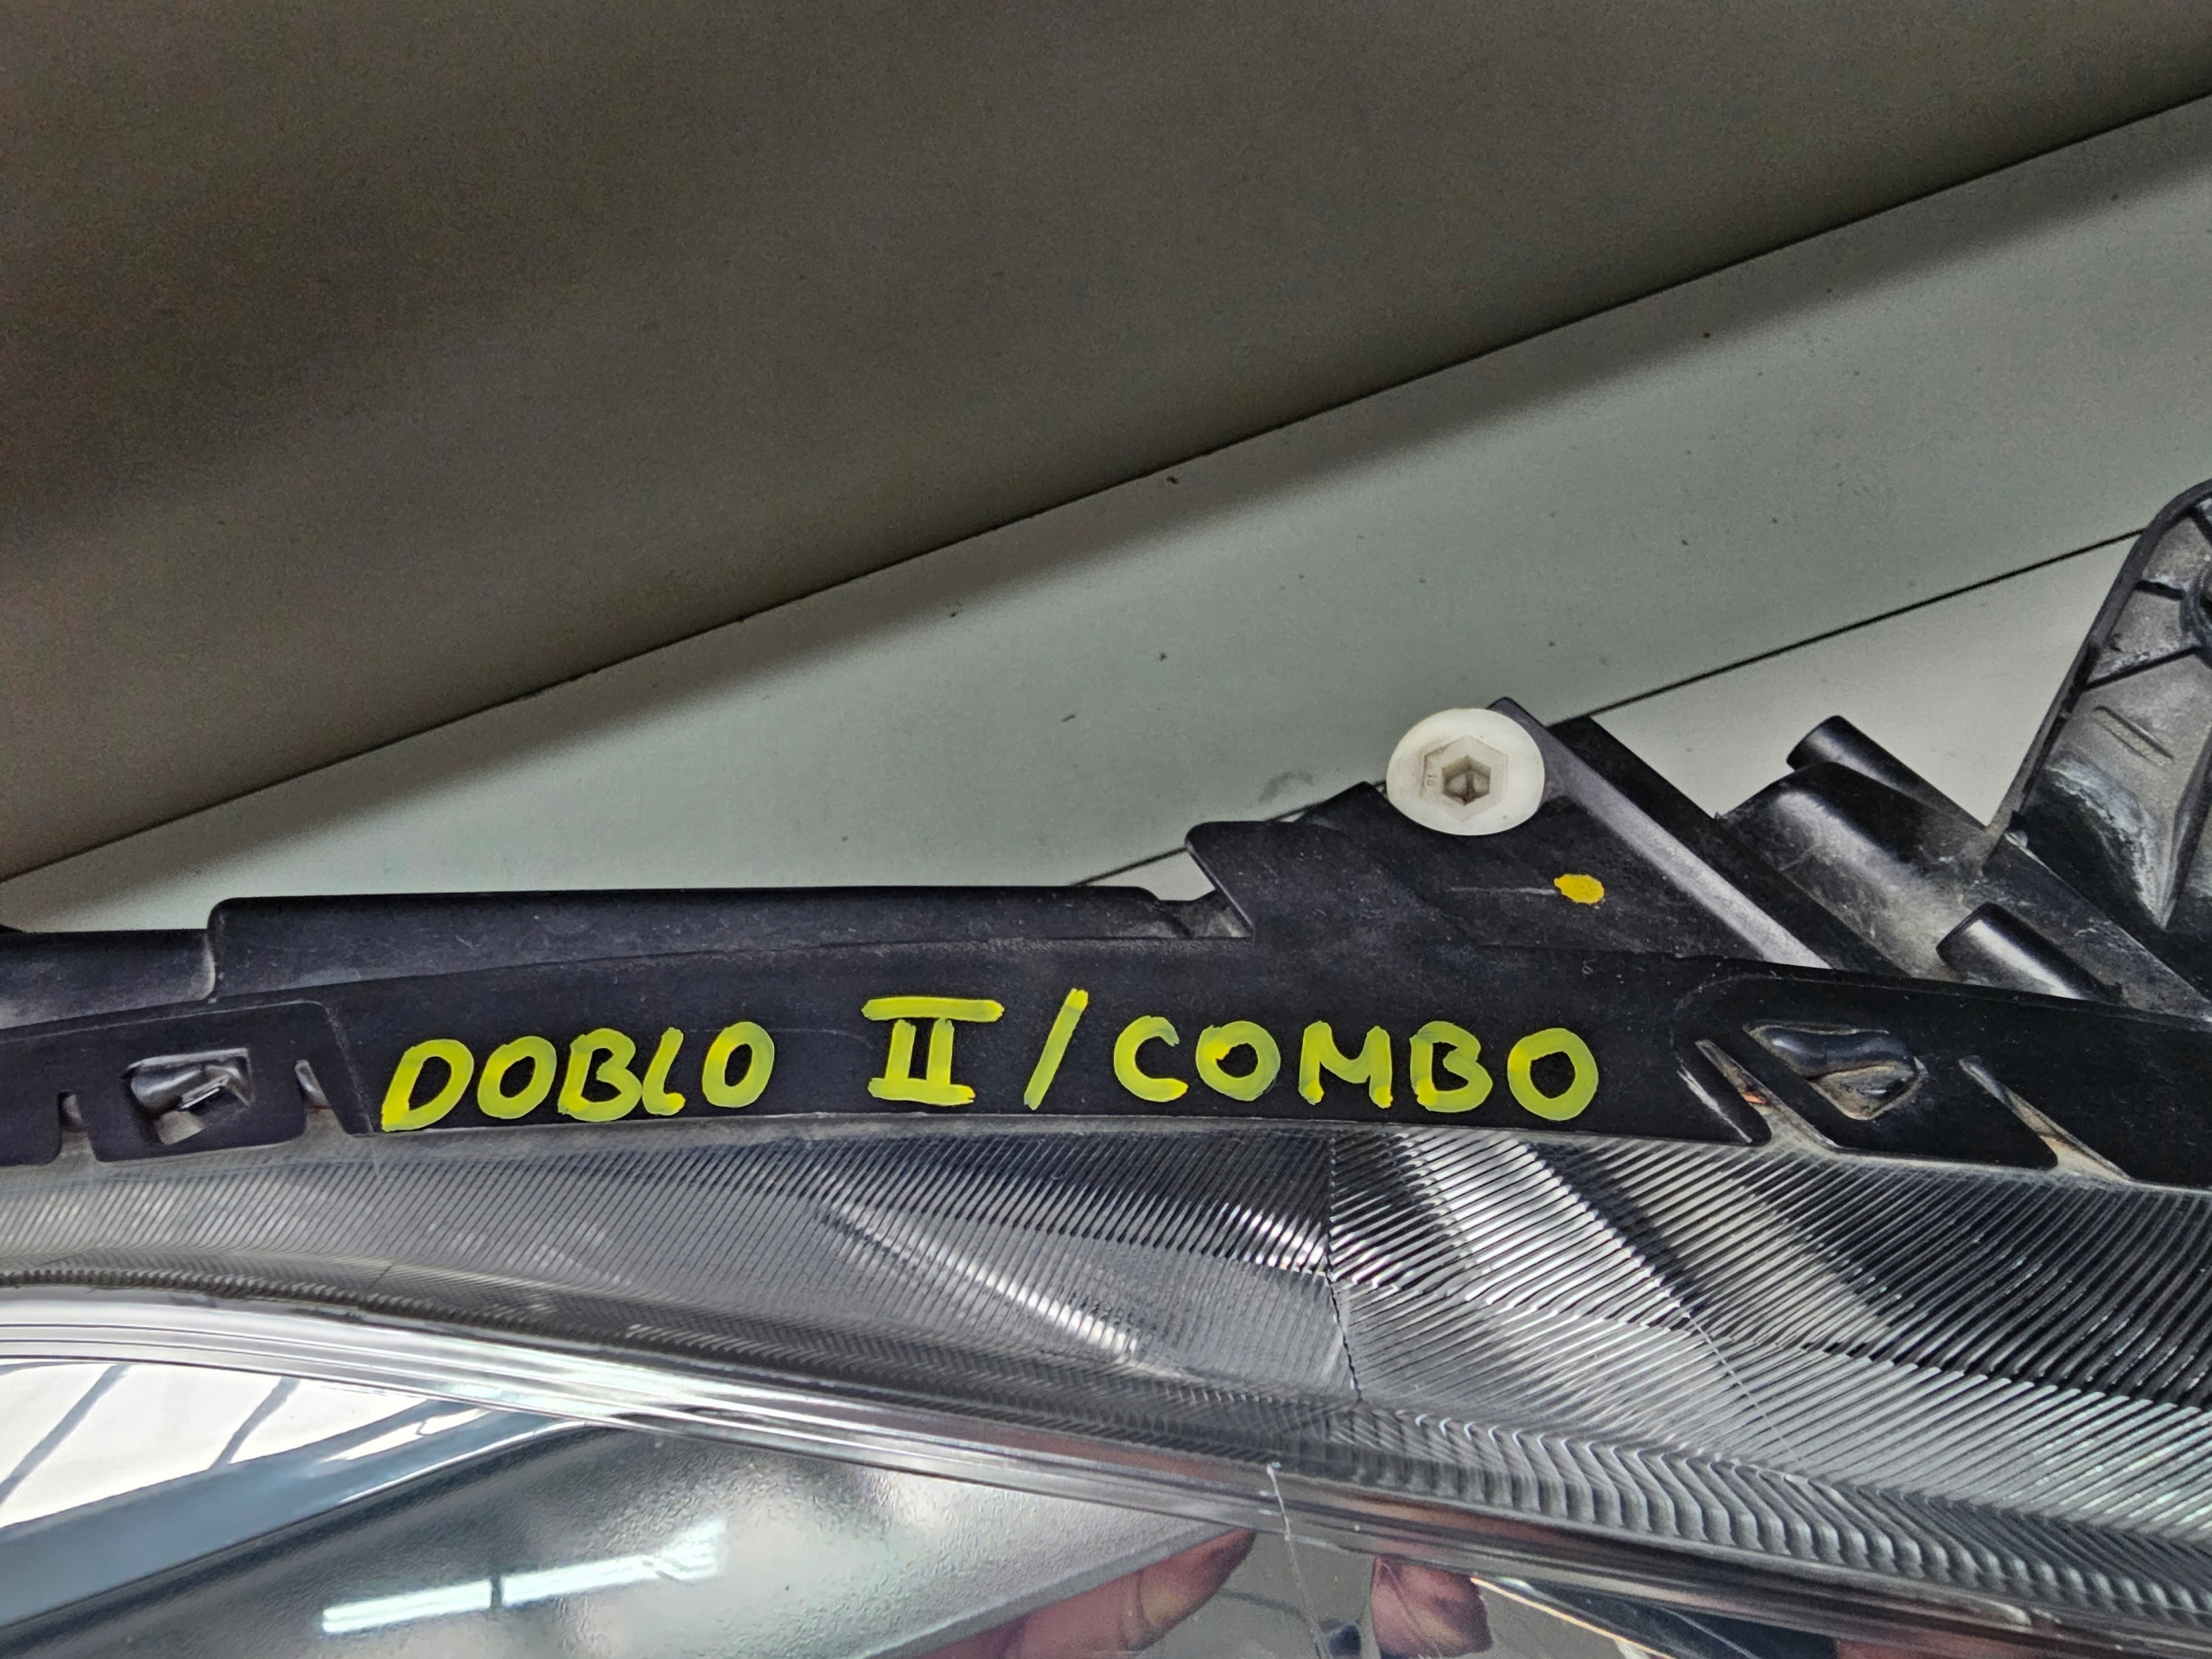 DOBLO II / COMBO